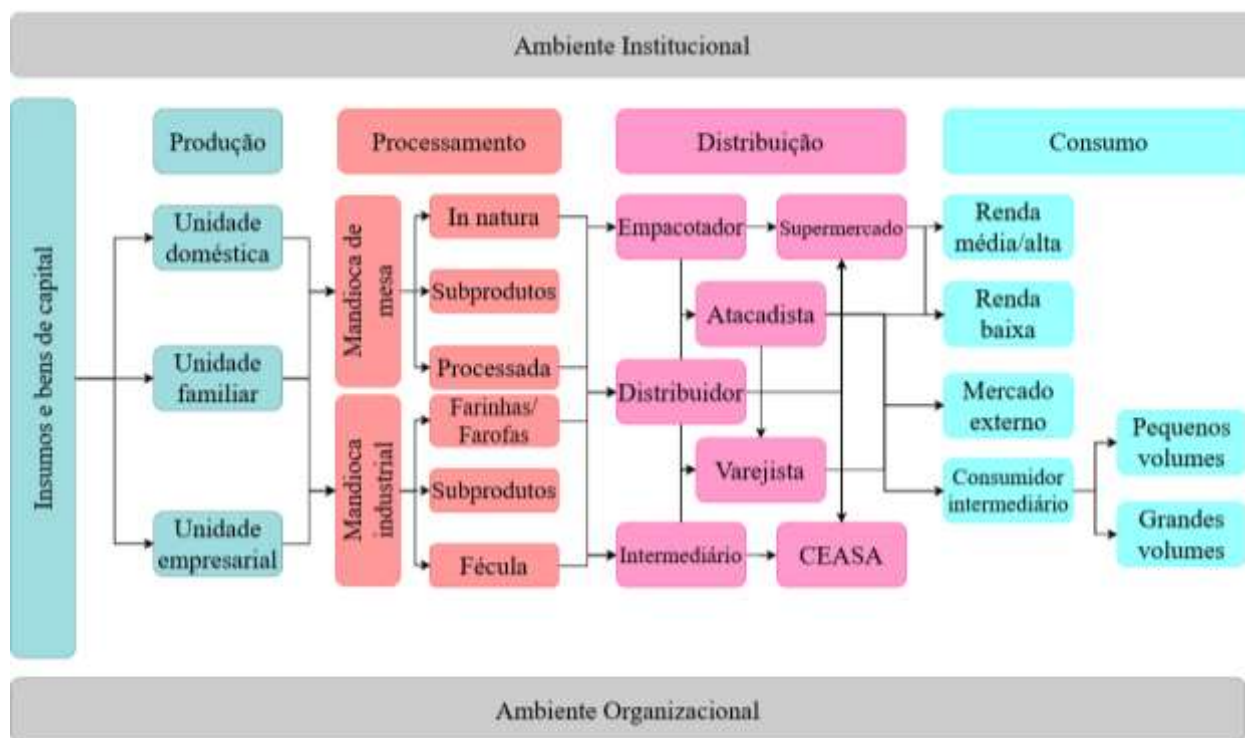 Ambiente Institucional
Insumos e bens de capital
Produção
Unidade
doméstica
Unidade
familiar
Unidade
empresarial
Processamento
Mandioca de
mesa
In natura
Subprodutos
Processada
Mandioca
industrial
Farinhas/
Farofas
Subprodutos
Fécula
Distribuição
Empacotador
Supermercado
Atacadista
Distribuidor
Varejista
Intermediário
CEASA
Consumo
Renda
média/alta
Renda
baixa
Mercado
externo
Consumidor
intermediário
Pequenos
volumes
Grandes
volumes
Ambiente Organizacional